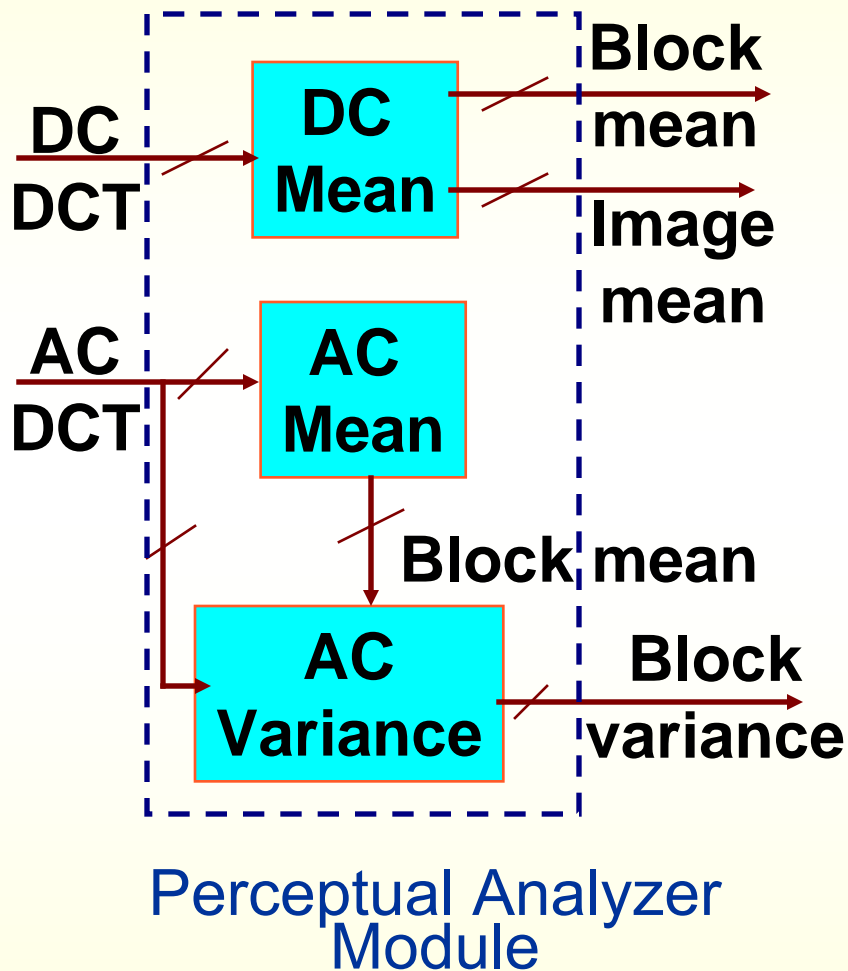 Block
mean
DC
DCT
DC
Mean
Image
mean
AC
DCT
AC
Mean
Block mean
AC
Variance
Block
variance
Perceptual Analyzer
Module